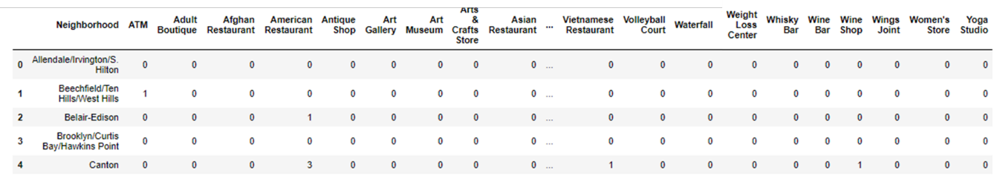 Neighborhood ATM Adult Boutique Afghan Restaurant American Restaurant Antique Shop Art Gallery Art Museum Arts & Crafts Store Asian Restaurant ... Vietnamese Restaurant Volleyball Court Waterfall Weight Loss Center Whisky Bar Wine Bar Wine Shop Wings Joint Women's Store Yoga Studio
0 Allendale/Irvington/S. Hilton 0 0 0 0 0 0 0 0 0 ... 0 0 0 0 0 0 0 0 0 0
1 Beechfield/Ten Hills/West Hills 1 0 0 0 0 0 0 0 0 ... 0 0 0 0 0 0 0 0 0 0
2 Belair-Edison 0 0 0 1 0 0 0 0 0 ... 0 0 0 0 0 0 0 0 0 0
3 Brooklyn/Curtis Bay/Hawkins Point 0 0 0 0 0 0 0 0 0 ... 0 0 0 0 0 0 0 0 0 0
4 Canton 0 0 0 3 0 0 0 0 0 ... 1 0 0 0 0 0 1 0 0 0